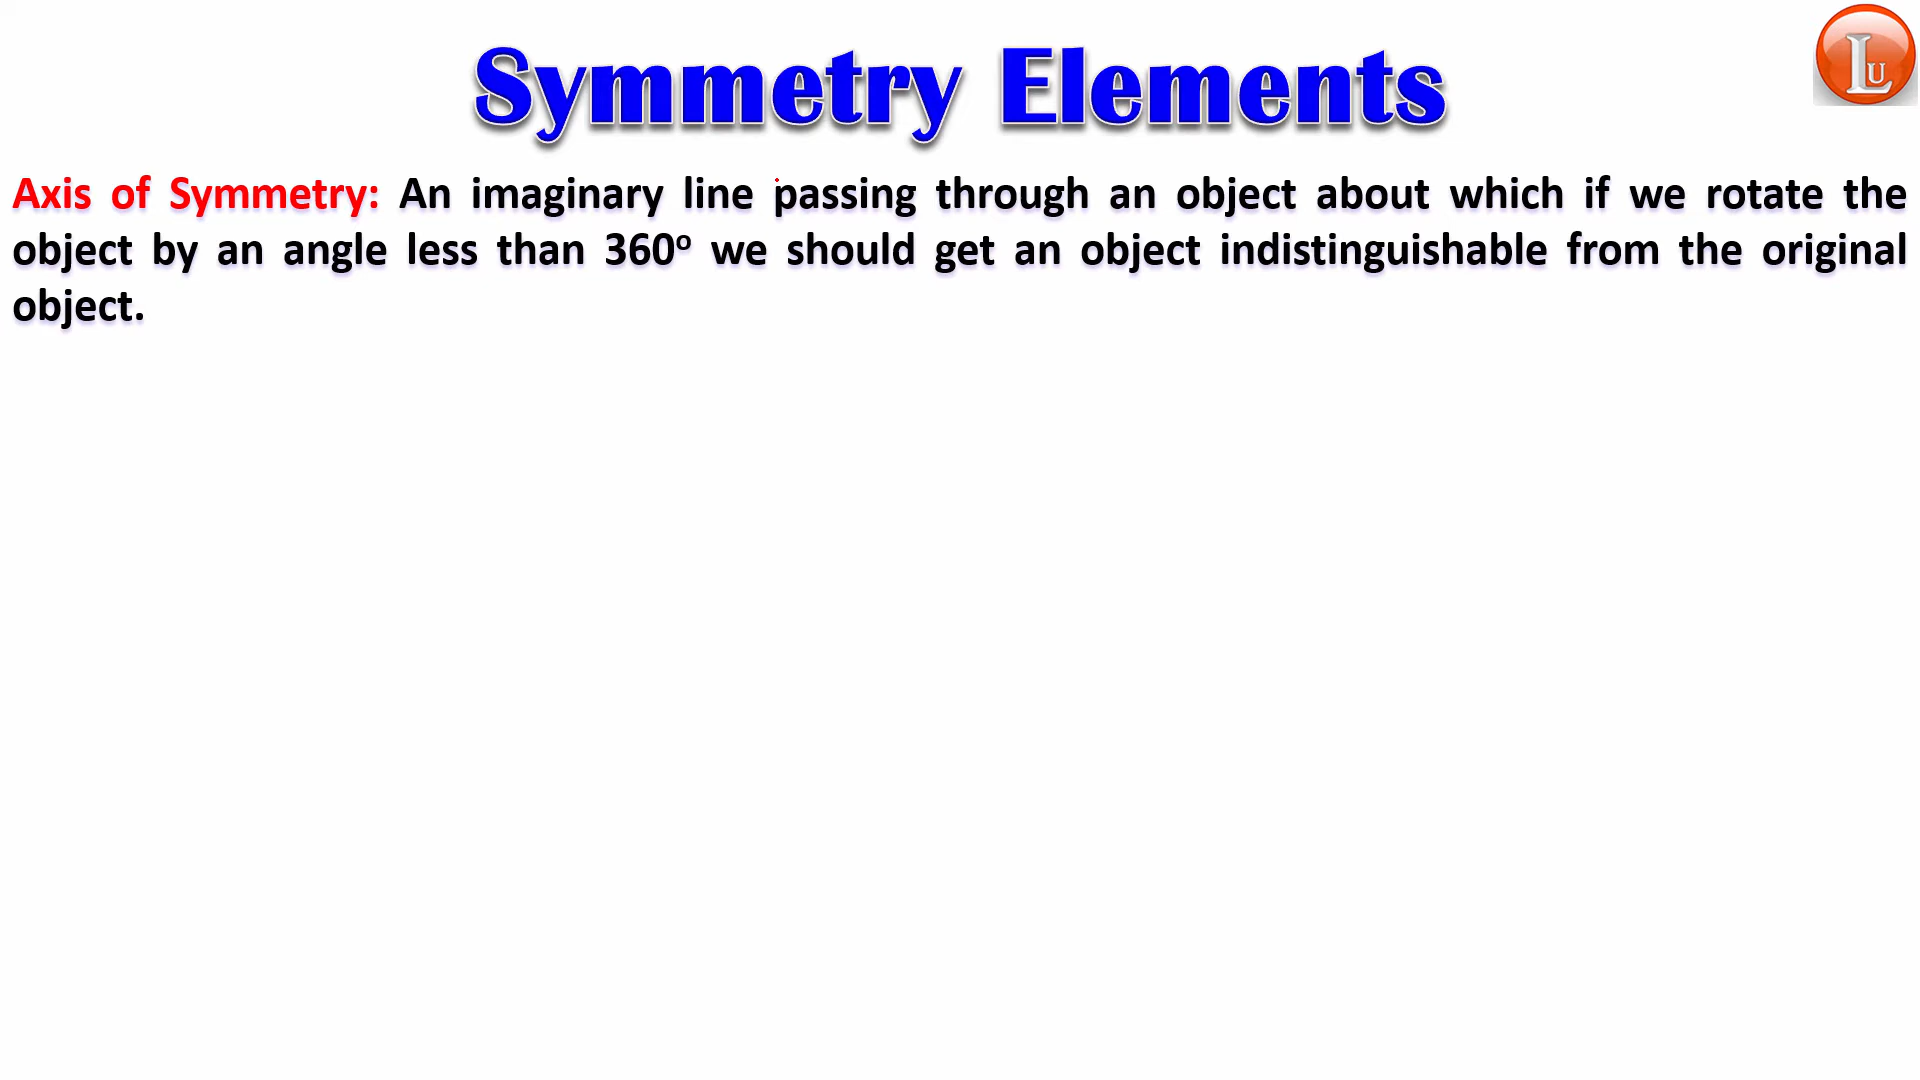 Symmetry Elements
LU
Axis of Symmetry: An imaginary line passing through an object about which if we rotate the
object by an angle less than 360º we should get an object indistinguishable from the original
object.